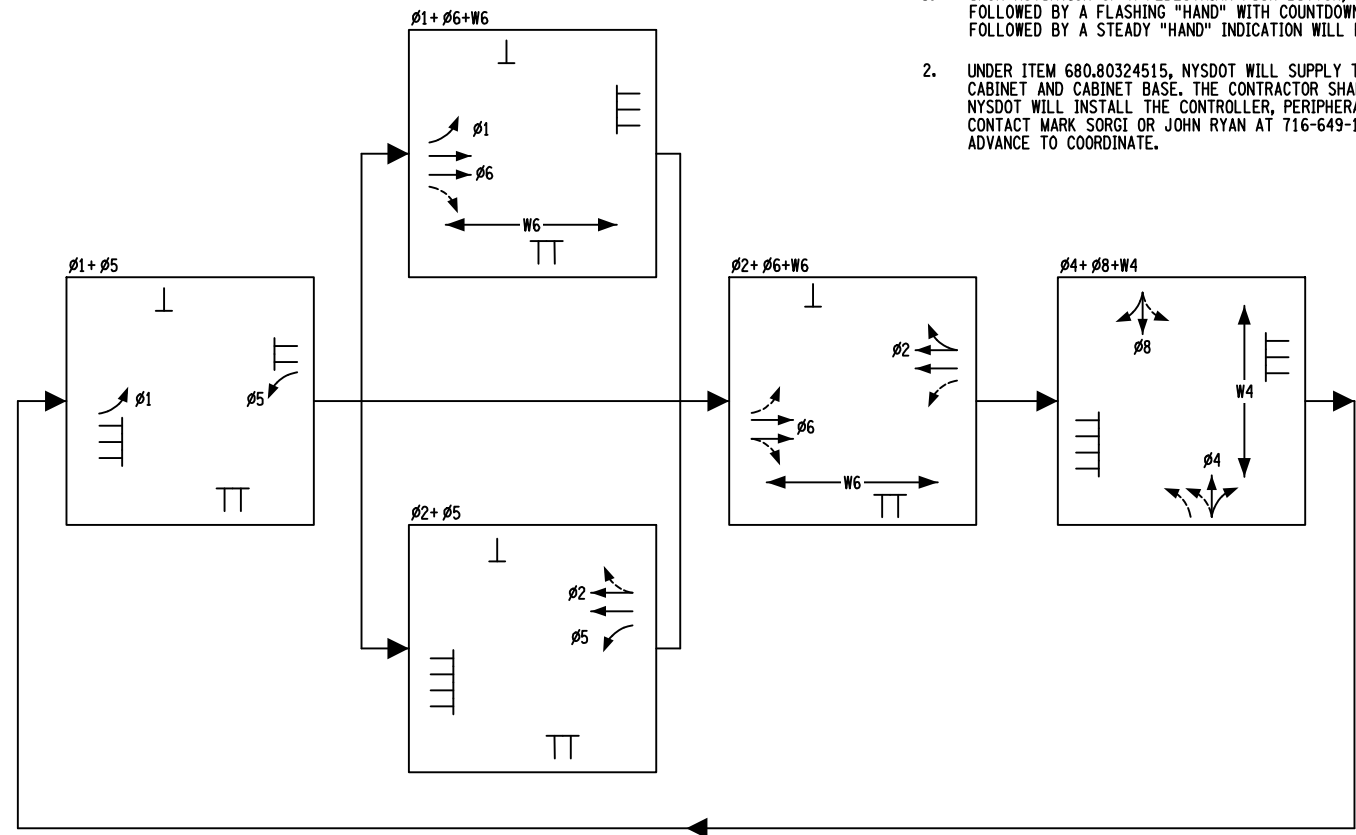 FOLLOWED BY A FLASHING "HAND" WITH COUNTDOWN
FOLLOWED BY A STEADY "HAND" INDICATION WILL
2. UNDER ITEM 680.80324515, NYSDOT WILL SUPPLY
CABINET AND CABINET BASE. THE CONTRACTOR
NYSDOT WILL INSTALL THE CONTROLLER,
CONTACT MARK SORGI OR JOHN RYAN AT 716-649-1
ADVANCE TO COORDINATE.
Ø1+ Ø6+W6
Ø1
Ø6
W6
Ø1+ Ø5
Ø1
Ø5
Ø2+ Ø6+W6
Ø2
Ø6
W6
Ø4+ Ø8+W4
Ø8
W4
Ø4
Ø2+ Ø5
Ø2
Ø5